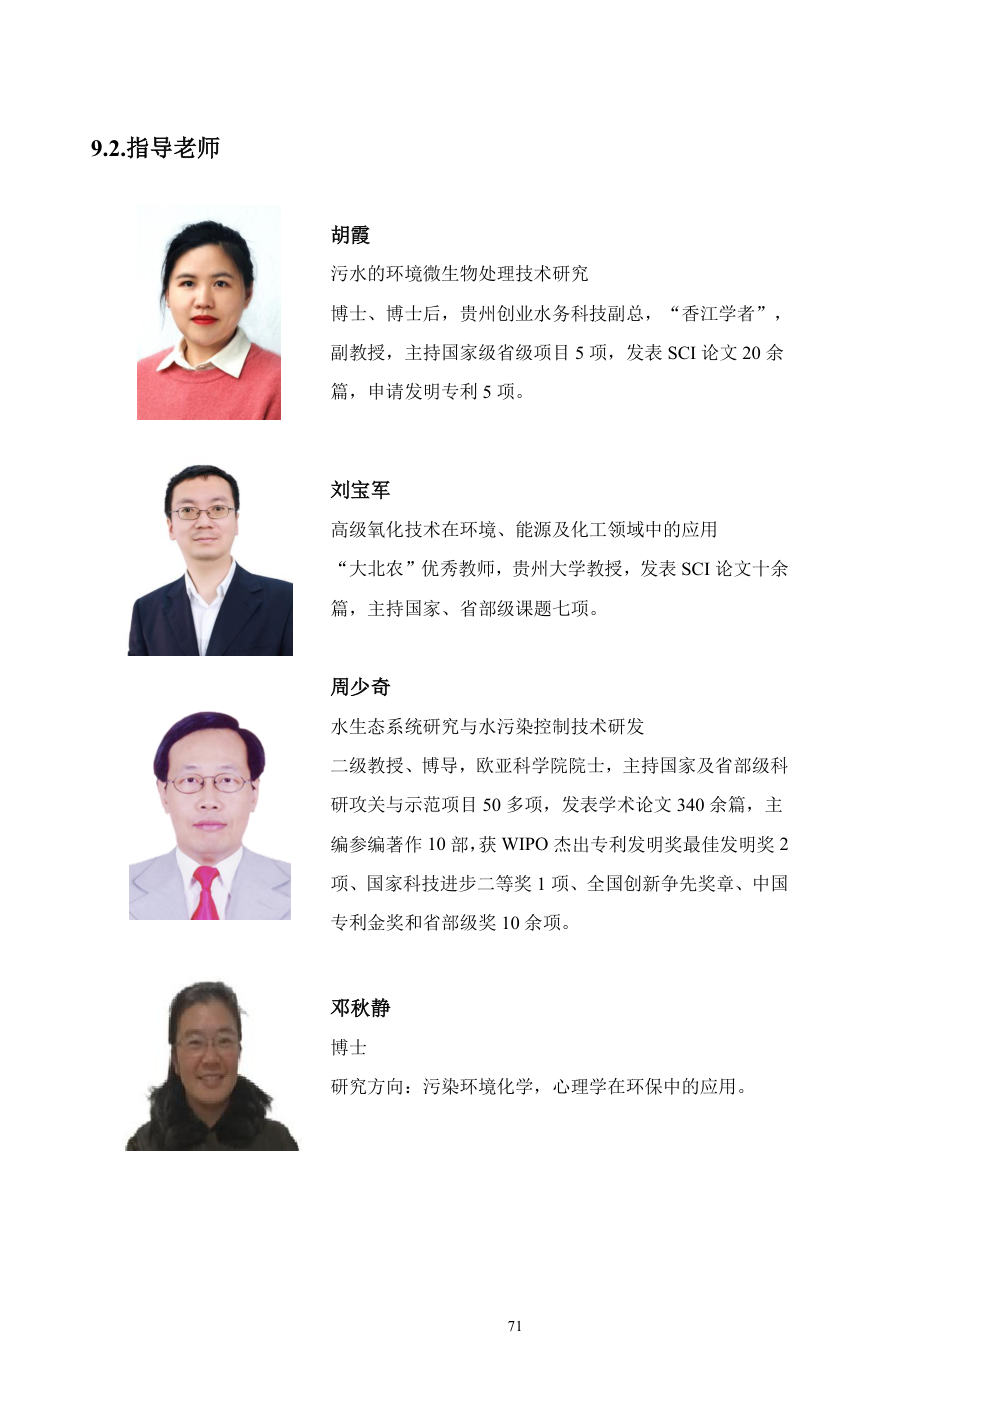 9.2.指导老师
胡霞
污水的环境微生物处理技术研究
博士、博士后，贵州创业水务科技副总，“香江学者”，
副教授，主持国家级省级项目 5 项，发表 SCI 论文 20 余
篇，申请发明专利 5 项。
刘宝军
高级氧化技术在环境、能源及化工领域中的应用
“大北农”优秀教师，贵州大学教授，发表 SCI 论文十余
篇，主持国家、省部级课题七项。
周少奇
水生态系统研究与水污染控制技术研发
二级教授、博导，欧亚科学院院士，主持国家及省部级科
研攻关与示范项目 50 多项，发表学术论文 340 余篇，主
编参编著作 10 部，获 WIPO 杰出专利发明奖最佳发明奖 2
项、国家科技进步二等奖 1 项、全国创新争先奖章、中国
专利金奖和省部级奖 10 余项。
邓秋静
博士
研究方向：污染环境化学，心理学在环保中的应用。
71